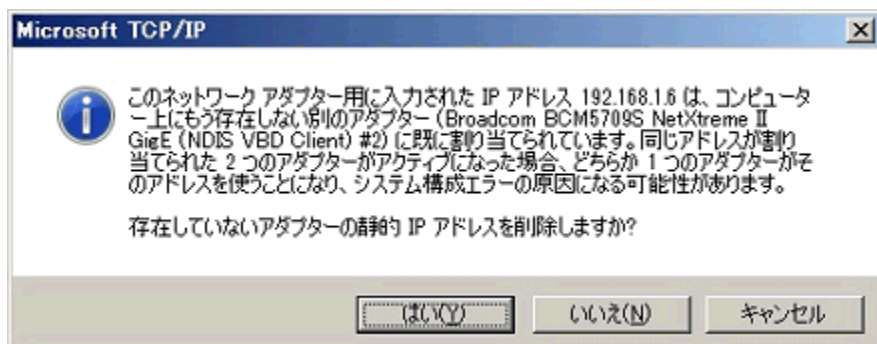 Microsoft TCP/IP
このネットワーク アダプター用に入力された IP アドレス 192.168.1.6 は、コンピュータ
ー上にもう存在しない別のアダプター (Broadcom BCM5709S NetXtreme II
GigE (NDIS VBD Client) #2) に既に割り当てられています。同じアドレスが割り
当てられた 2 つのアダプターがアクティブになった場合、どちらか 1 つのアダプターがそ
のアドレスを使うことになり、システム構成エラーの原因になる可能性があります。
存在していないアダプターの静的 IP アドレスを削除しますか?
はい(Y) いいえ(N) キャンセル